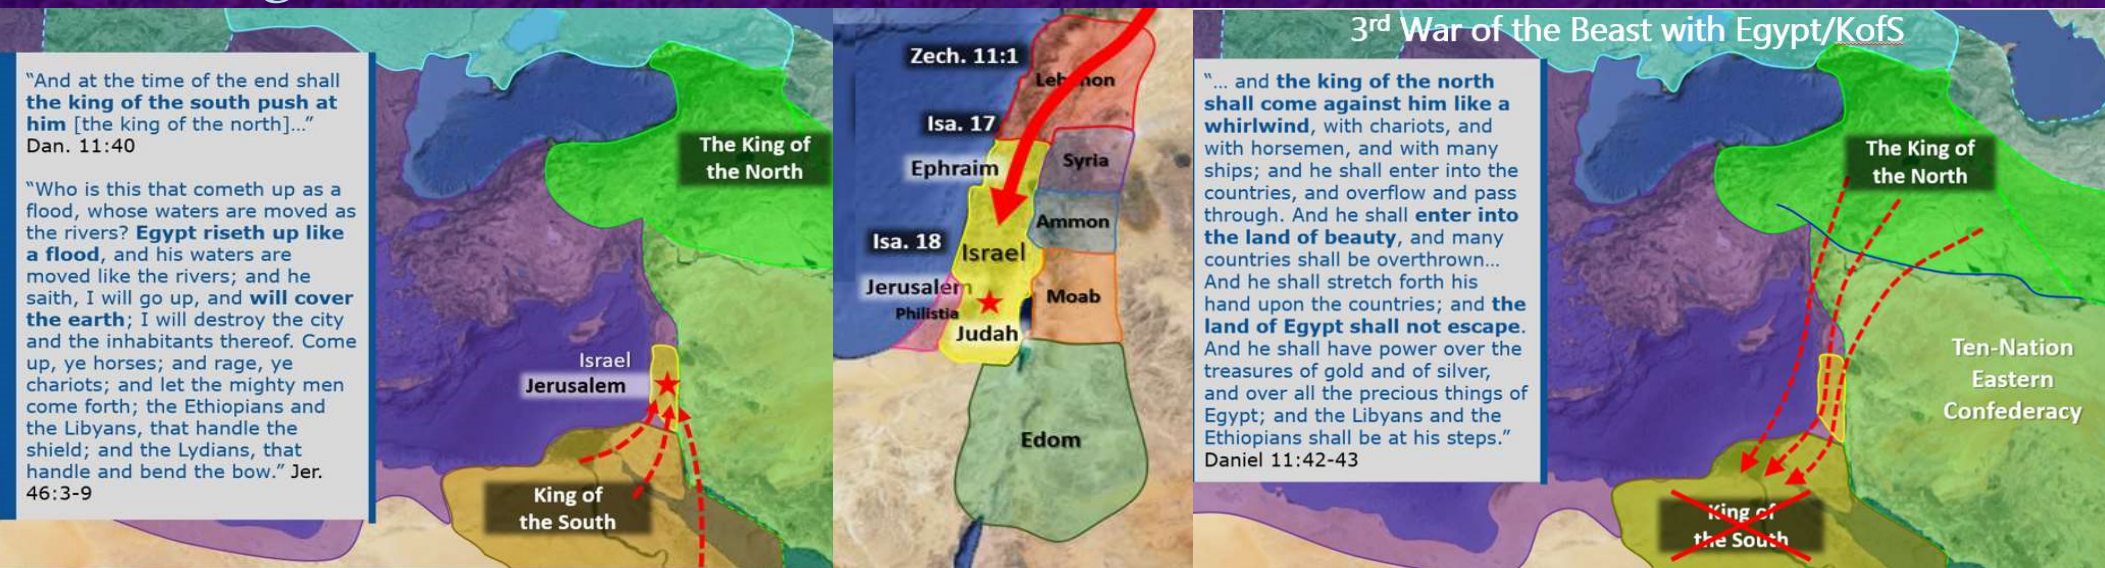 “And at the time of the end shall
the king of the south push at
him [the king of the north]...”
Dan. 11:40
“Who is this that cometh up as a
flood, whose waters are moved as
the rivers? Egypt riseth up like
a flood, and his waters are
moved like the rivers; and he
saith, I will go up, and will cover
the earth; I will destroy the city
and the inhabitants thereof. Come
up, ye horses; and rage, ye
chariots; and let the mighty men
come forth; the Ethiopians and
the Libyans, that handle the
shield; and the Lydians, that
handle and bend the bow.” Jer.
46:3-9
The King of
the North
Israel
Jerusalem
King of
the South
Zech. 11:1
Lebanon
Isa. 17
Ephraim
Syria
Ammon
Isa. 18
Israel
Jerusalem
Philistia
Moab
Judah
Edom
3rd War of the Beast with Egypt/KofS
“... and the king of the north
shall come against him like a
whirlwind, with chariots, and
with horsemen, and with many
ships; and he shall enter into the
countries, and overflow and pass
through. And he shall enter into
the land of beauty, and many
countries shall be overthrown...
And he shall stretch forth his
hand upon the countries; and the
land of Egypt shall not escape.
And he shall have power over the
treasures of gold and of silver,
and over all the precious things of
Egypt; and the Libyans and the
Ethiopians shall be at his steps.”
Daniel 11:42-43
The King of
the North
Ten-Nation
Eastern
Confederacy
King of
the South